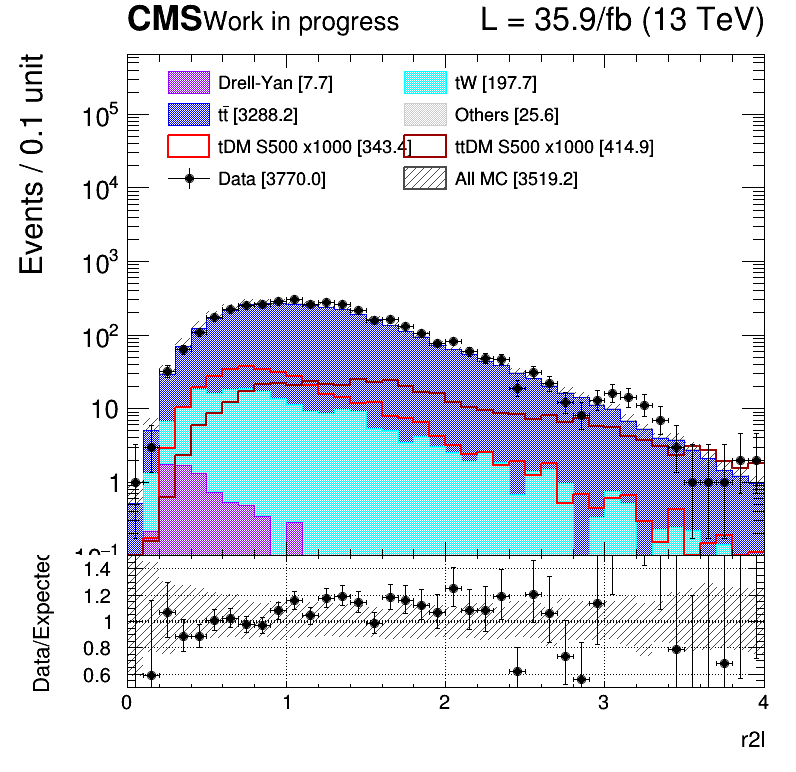 CMS Work in progress L = 35.9/fb (13 TeV)
Events / 0.1 unit
Drell-Yan [7.7] tW [197.7]
tt̄ [3288.2] Others [25.6]
tDM S500 x1000 [343.4] ttDM S500 x1000 [414.9]
Data [3770.0] All MC [3519.2]
10⁵
10⁴
10³
10²
10
1
10⁻¹
Data/Expected
1.4
1.2
1
0.8
0.6
0 1 2 3 4
r2l